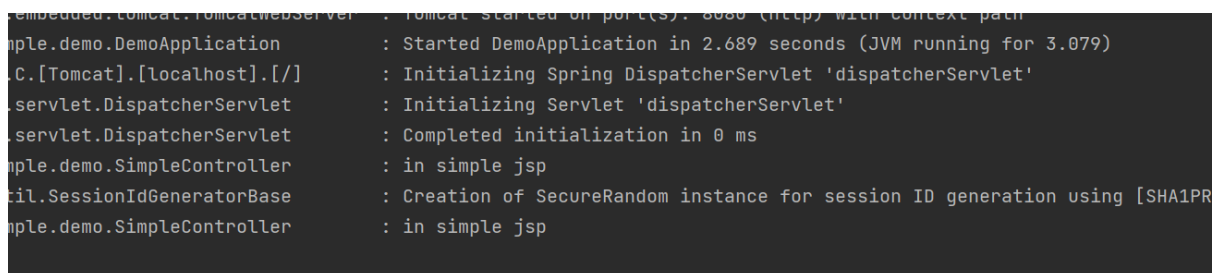 .embedded.tomcat.TomcatWebServer : Tomcat started on port(s): 8080 (http) with context path
mple.demo.DemoApplication : Started DemoApplication in 2.689 seconds (JVM running for 3.079)
.C.[Tomcat].[localhost].[/] : Initializing Spring DispatcherServlet 'dispatcherServlet'
.servlet.DispatcherServlet : Initializing Servlet 'dispatcherServlet'
.servlet.DispatcherServlet : Completed initialization in 0 ms
mple.demo.SimpleController : in simple jsp
til.SessionIdGeneratorBase : Creation of SecureRandom instance for session ID generation using [SHA1PR
mple.demo.SimpleController : in simple jsp